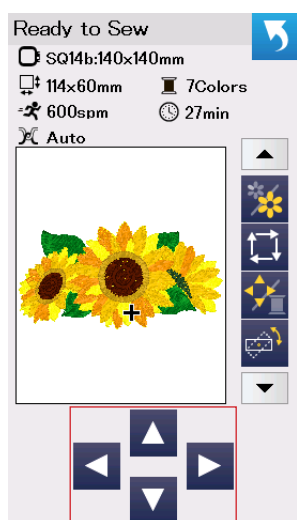 Ready to Sew
SQ14b:140x140mm
114x60mm 7Colors
600spm 27min
Auto